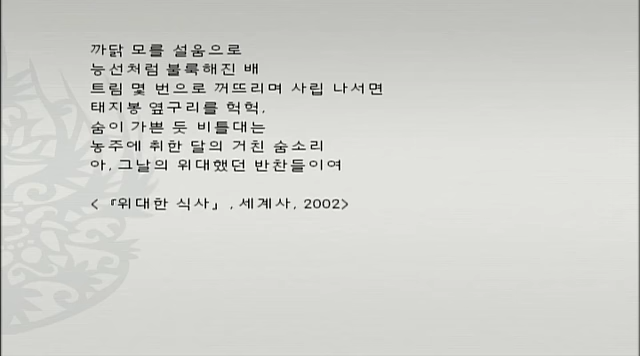 까닭 모를 설움으로
능선처럼 불룩해진 배
트림 몇 번으로 꺼뜨리며 사립 나서면
태지봉 옆구리를 헉헉,
숨이 가쁜 듯 비틀대는
농주에 취한 달의 거친 숨소리
아, 그날의 위대했던 반찬들이여
<『위대한 식사』, 세계사, 2002>